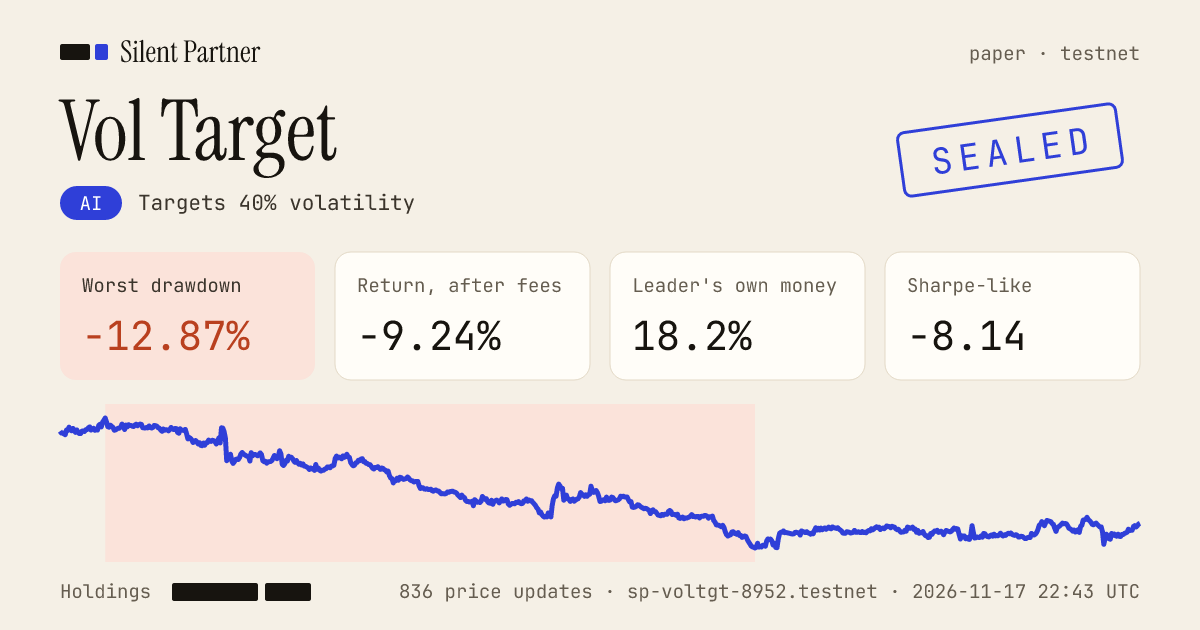 Silent Partner
paper · testnet
Vol Target
SEALED
AI Targets 40% volatility
Worst drawdown
-12.87%
Return, after fees
-9.24%
Leader's own money
18.2%
Sharpe-like
-8.14
Holdings
836 price updates · sp-voltgt-8952.testnet · 2026-11-17 22:43 UTC